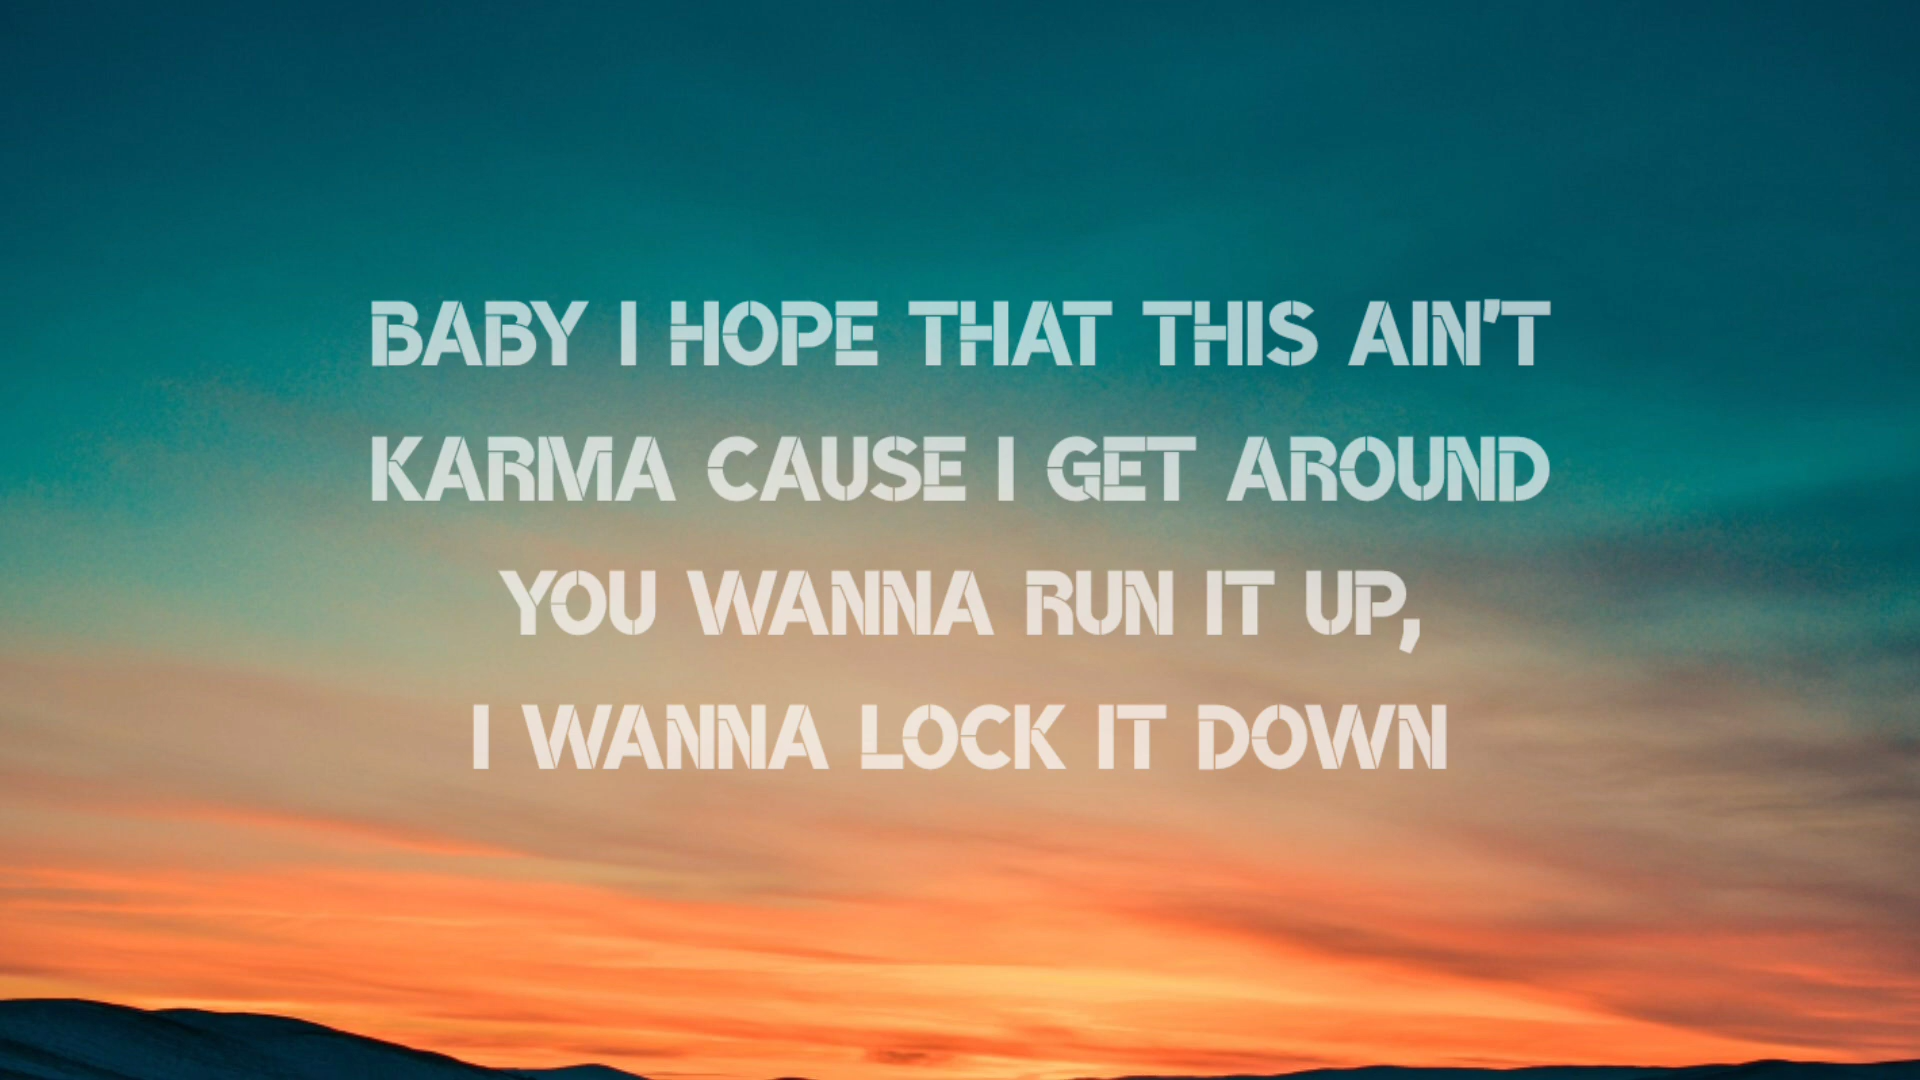 BABY I HOPE THAT THIS AIN'T
KARMA CAUSE I GET AROUND
YOU WANNA RUN IT UP,
I WANNA LOCK IT DOWN